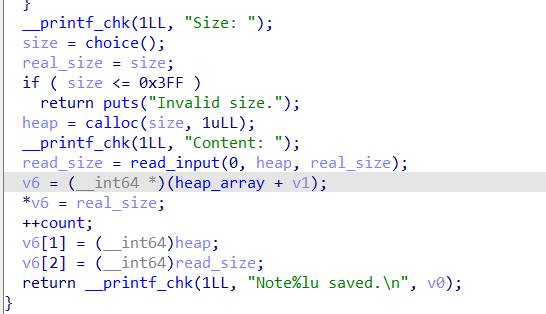 }
__printf_chk(1LL, "Size: ");
size = choice();
real_size = size;
if ( size <= 0x3FF )
return puts("Invalid size.");
heap = calloc(size, 1uLL);
__printf_chk(1LL, "Content: ");
read_size = read_input(0, heap, real_size);
v6 = (__int64 *)(heap_array + v1);
*v6 = real_size;
++count;
v6[1] = (__int64)heap;
v6[2] = (__int64)read_size;
return __printf_chk(1LL, "Note%lu saved.\n", v0);
}